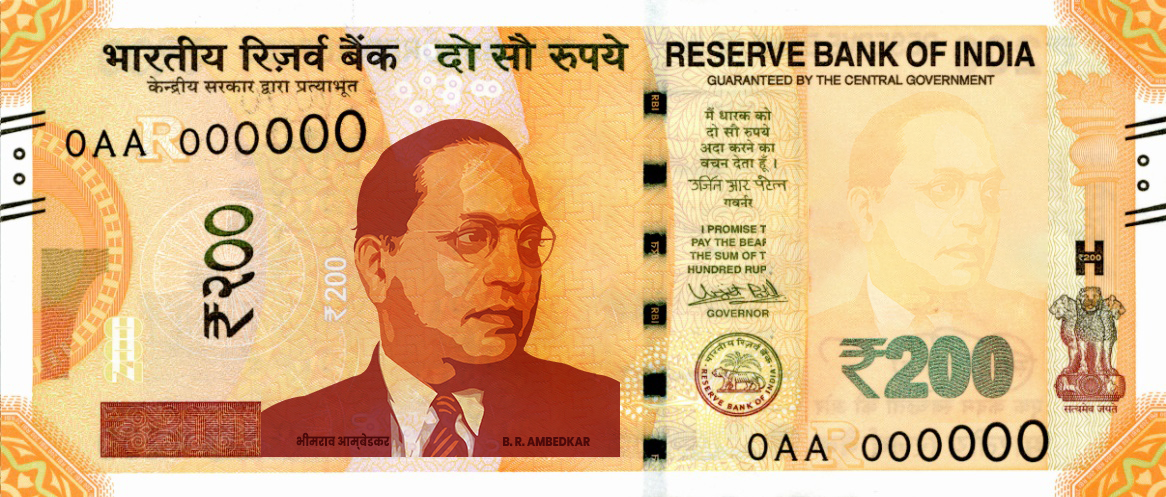 भारतीय रिज़र्व बैंक दो सौ रुपये RESERVE BANK OF INDIA
केन्द्रीय सरकार द्वारा प्रत्याभूत GUARANTEED BY THE CENTRAL GOVERNMENT
0AA 000000
RBI
मैं धारक को
दो सौ रुपये
अदा करने का
वचन देता हूँ ।
गवर्नर
₹२००
₹200
I PROMISE T
PAY THE BEAR
THE SUM OF T
HUNDRED RUP
GOVERNOR
RBI
₹200
भारतीय रिज़र्व बैंक
RESERVE BANK OF INDIA
₹200
सत्यमेव जयते
भीमराव आम्बेडकर B. R. AMBEDKAR
0AA 000000